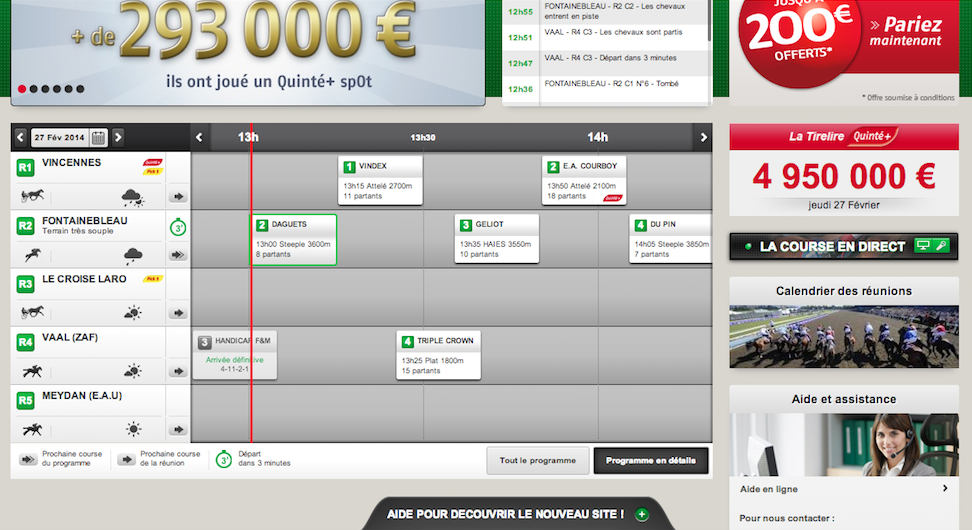 + de 293 000 €
ils ont joué un Quinté+ spOt
12h55 FONTAINEBLEAU - R2 C2 - Les chevaux
entrent en piste
12h51 VAAL - R4 C3 - Les chevaux sont partis
12h47 VAAL - R4 C3 - Départ dans 3 minutes
12h36 FONTAINEBLEAU - R2 C1 N°6 - Tombé
JUSQU'À
200€
OFFERTS*
» Pariez
maintenant
* Offre soumise à conditions
27 Fév 2014
13h 13h30 14h
R1 VINCENNES
Quinté+
Pick 5
1 VINDEX
13h15 Attelé 2700m
11 partants
2 E.A. COURBOY
13h50 Attelé 2100m
18 partants Quinté+
R2 FONTAINEBLEAU
Terrain très souple
3'
2 DAGUETS
13h00 Steeple 3600m
8 partants
3 GELIOT
13h35 HAIES 3550m
10 partants
4 DU PIN
14h05 Steeple 3850m
7 partants
R3 LE CROISE LARO
Pick 5
R4 VAAL (ZAF)
3 HANDICAP F&M
Arrivée définitive
4-11-2-1
4 TRIPLE CROWN
13h25 Plat 1800m
15 partants
R5 MEYDAN (E.A.U)
Prochaine course
du programme
Prochaine course
de la réunion
3' Départ
dans 3 minutes
Tout le programme
Programme en détails
La Tirelire Quinté+
4 950 000 €
jeudi 27 Février
LA COURSE EN DIRECT
Calendrier des réunions
Aide et assistance
Aide en ligne
Pour nous contacter :
AIDE POUR DECOUVRIR LE NOUVEAU SITE !